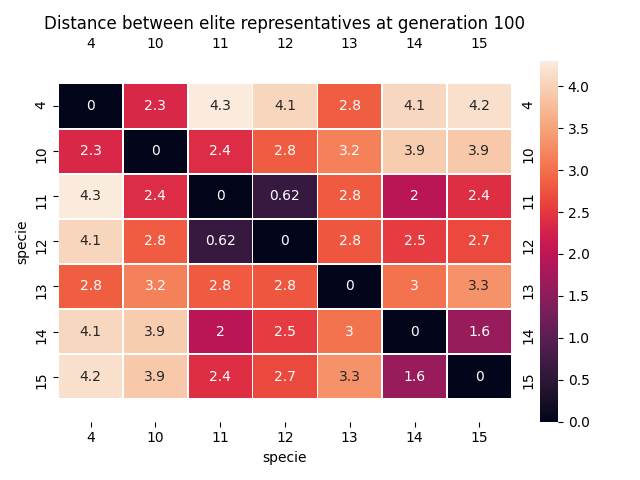 Distance between elite representatives at generation 100
4 10 11 12 13 14 15
4 0 2.3 4.3 4.1 2.8 4.1 4.2 4
10 2.3 0 2.4 2.8 3.2 3.9 3.9 10
11 4.3 2.4 0 0.62 2.8 2 2.4 11
12 4.1 2.8 0.62 0 2.8 2.5 2.7 12
13 2.8 3.2 2.8 2.8 0 3 3.3 13
14 4.1 3.9 2 2.5 3 0 1.6 14
15 4.2 3.9 2.4 2.7 3.3 1.6 0 15
4 10 11 12 13 14 15
specie
specie
4.0
3.5
3.0
2.5
2.0
1.5
1.0
0.5
0.0